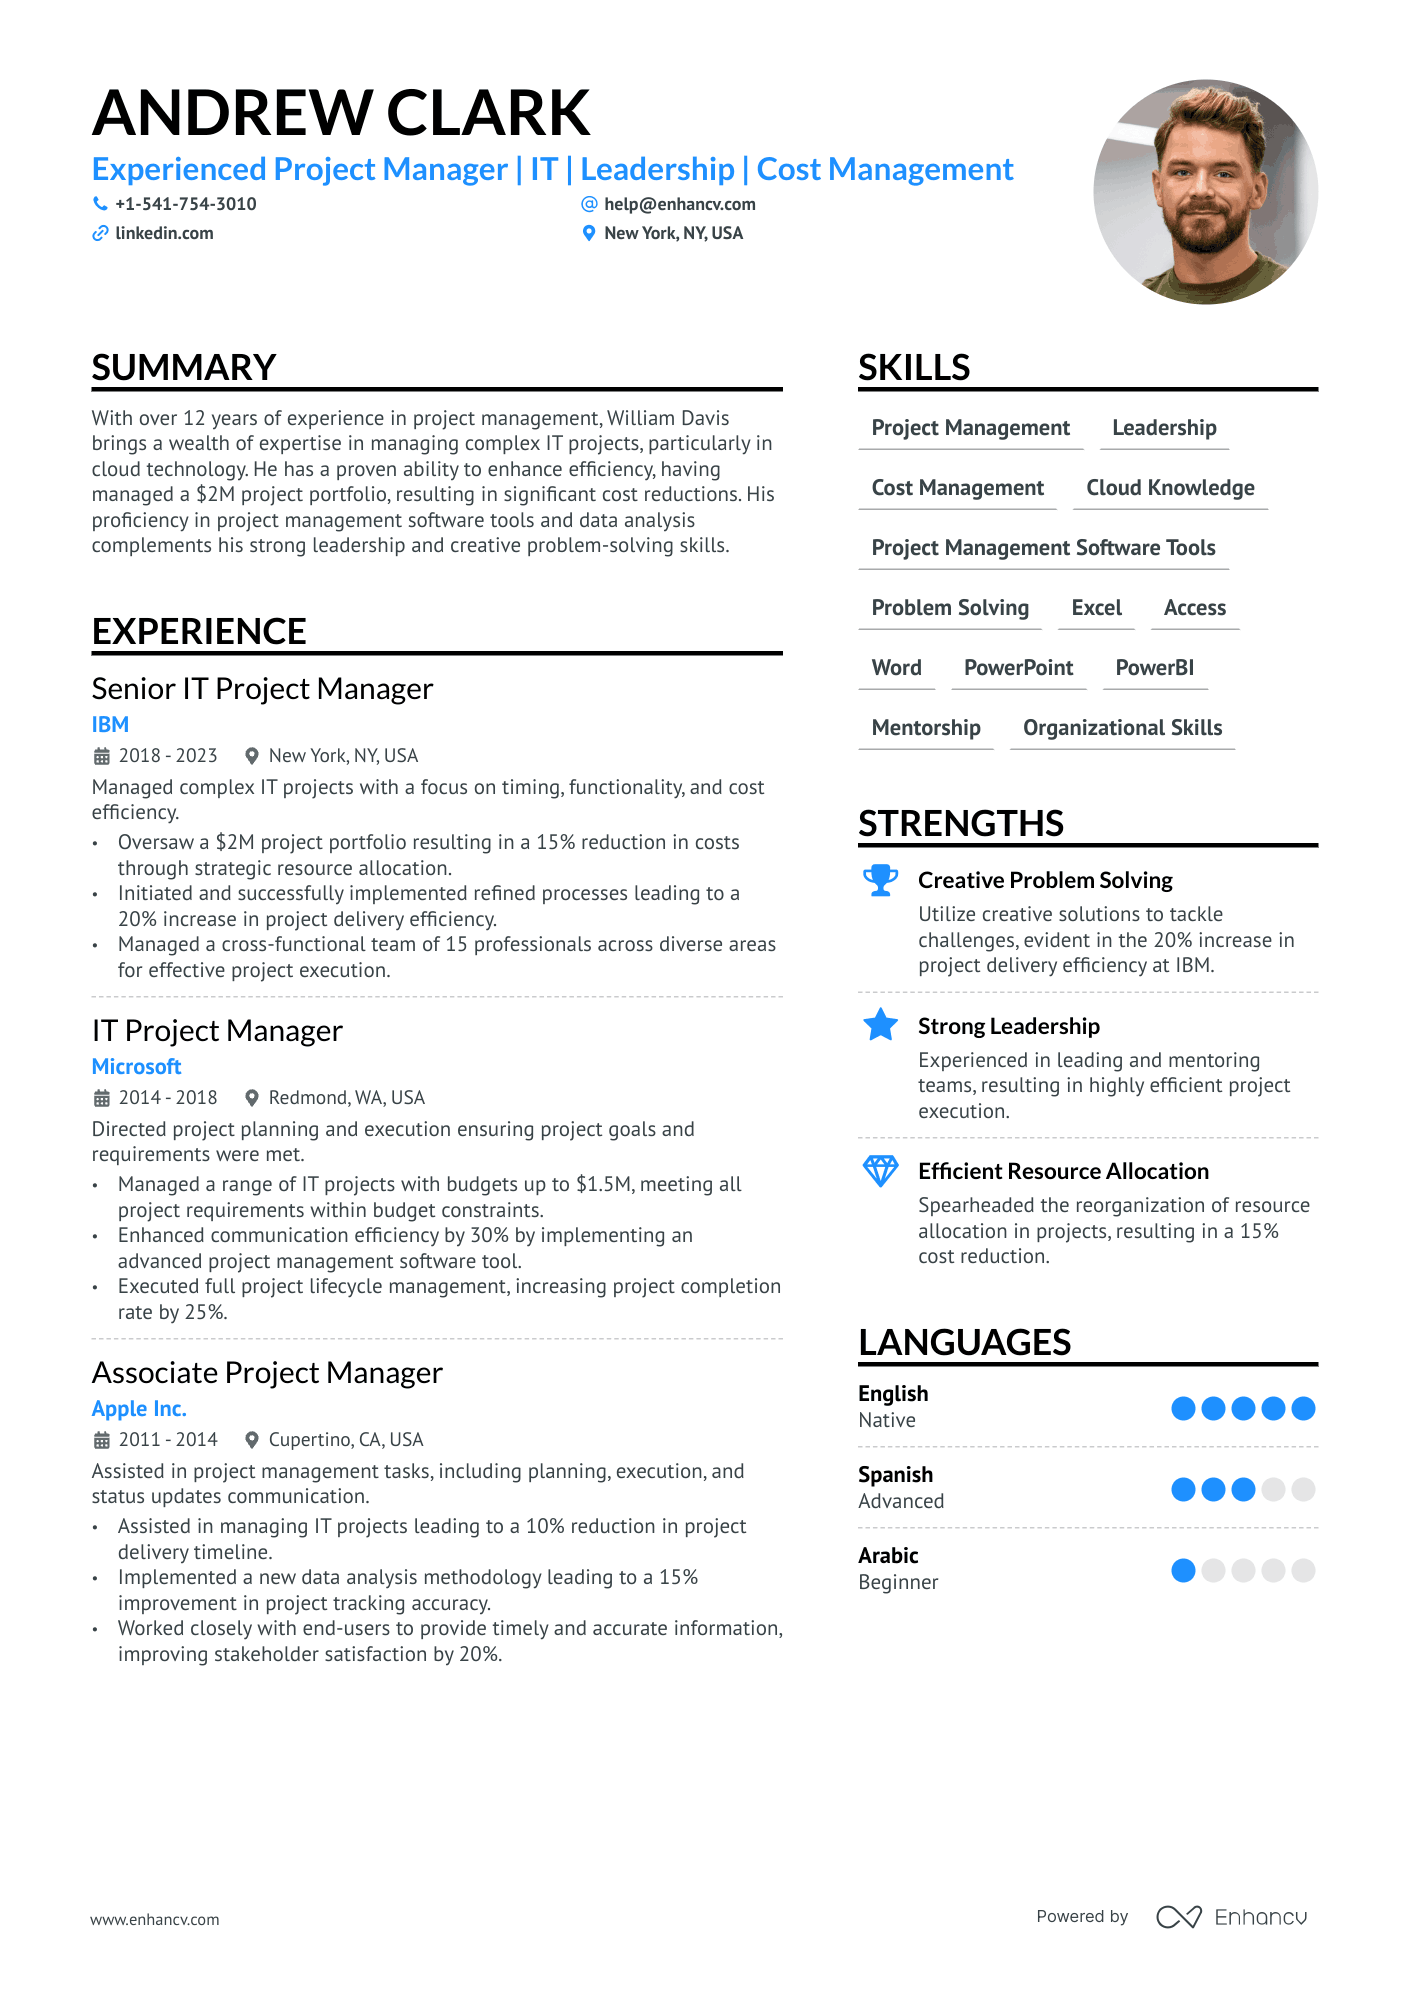 ANDREW CLARK
Experienced Project Manager | IT | Leadership | Cost Management
+1-541-754-3010
help@enhancv.com
linkedin.com
New York, NY, USA
SUMMARY
With over 12 years of experience in project management, William Davis
brings a wealth of expertise in managing complex IT projects, particularly in
cloud technology. He has a proven ability to enhance efficiency, having
managed a $2M project portfolio, resulting in significant cost reductions. His
proficiency in project management software tools and data analysis
complements his strong leadership and creative problem-solving skills.
EXPERIENCE
Senior IT Project Manager
IBM
2018 - 2023 New York, NY, USA
Managed complex IT projects with a focus on timing, functionality, and cost
efficiency.
• Oversaw a $2M project portfolio resulting in a 15% reduction in costs
through strategic resource allocation.
• Initiated and successfully implemented refined processes leading to a
20% increase in project delivery efficiency.
• Managed a cross-functional team of 15 professionals across diverse areas
for effective project execution.
IT Project Manager
Microsoft
2014 - 2018 Redmond, WA, USA
Directed project planning and execution ensuring project goals and
requirements were met.
• Managed a range of IT projects with budgets up to $1.5M, meeting all
project requirements within budget constraints.
• Enhanced communication efficiency by 30% by implementing an
advanced project management software tool.
• Executed full project lifecycle management, increasing project completion
rate by 25%.
Associate Project Manager
Apple Inc.
2011 - 2014 Cupertino, CA, USA
Assisted in project management tasks, including planning, execution, and
status updates communication.
• Assisted in managing IT projects leading to a 10% reduction in project
delivery timeline.
• Implemented a new data analysis methodology leading to a 15%
improvement in project tracking accuracy.
• Worked closely with end-users to provide timely and accurate information,
improving stakeholder satisfaction by 20%.
SKILLS
Project Management Leadership
Cost Management Cloud Knowledge
Project Management Software Tools
Problem Solving Excel Access
Word PowerPoint PowerBI
Mentorship Organizational Skills
STRENGTHS
Creative Problem Solving
Utilize creative solutions to tackle
challenges, evident in the 20% increase in
project delivery efficiency at IBM.
Strong Leadership
Experienced in leading and mentoring
teams, resulting in highly efficient project
execution.
Efficient Resource Allocation
Spearheaded the reorganization of resource
allocation in projects, resulting in a 15%
cost reduction.
LANGUAGES
English
Native
Spanish
Advanced
Arabic
Beginner
www.enhancv.com
Powered by Enhancv